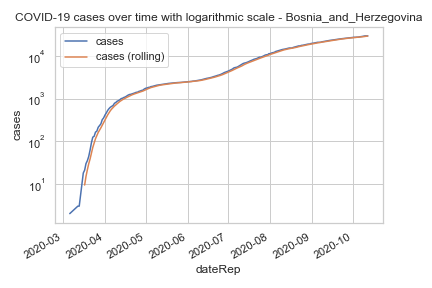 COVID-19 cases over time with logarithmic scale - Bosnia_and_Herzegovina
cases
cases (rolling)
10^4
10^3
10^2
10^1
cases
2020-03
2020-04
2020-05
2020-06
2020-07
2020-08
2020-09
2020-10
dateRep